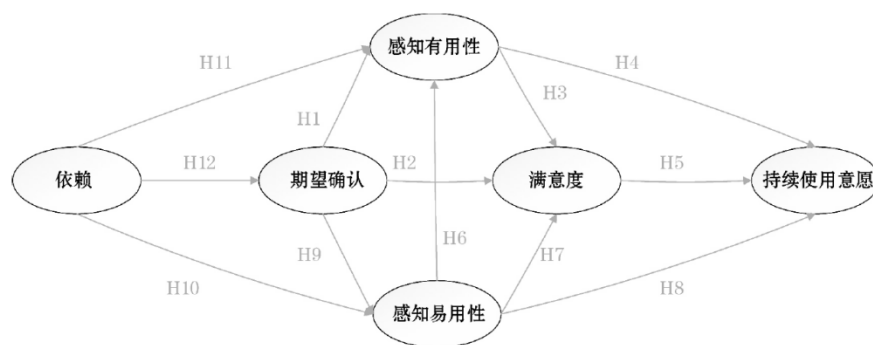 感知有用性
H11
H4
H1
H3
依赖
H12
期望确认
H2
满意度
H5
持续使用意愿
H9
H6
H7
H10
H8
感知易用性